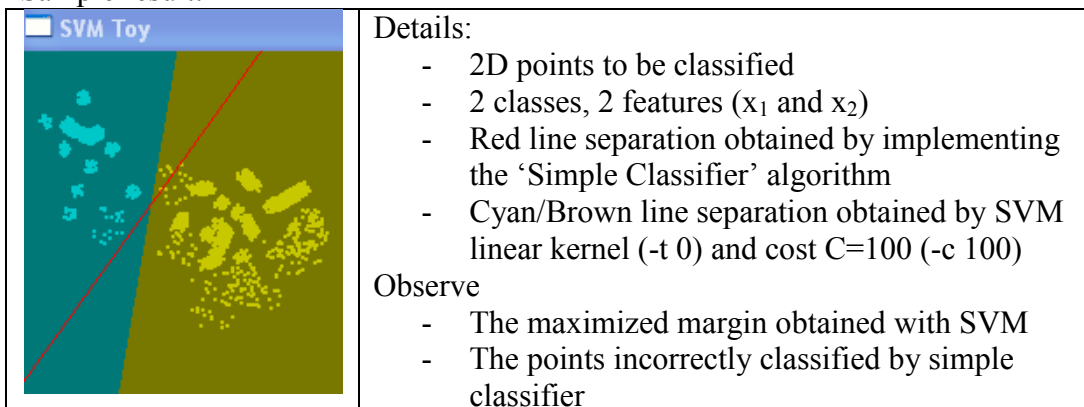 SVM Toy
Details:
- 2D points to be classified
- 2 classes, 2 features (x₁ and x₂)
- Red line separation obtained by implementing
the ‘Simple Classifier’ algorithm
- Cyan/Brown line separation obtained by SVM
linear kernel (-t 0) and cost C=100 (-c 100)
Observe
- The maximized margin obtained with SVM
- The points incorrectly classified by simple
classifier